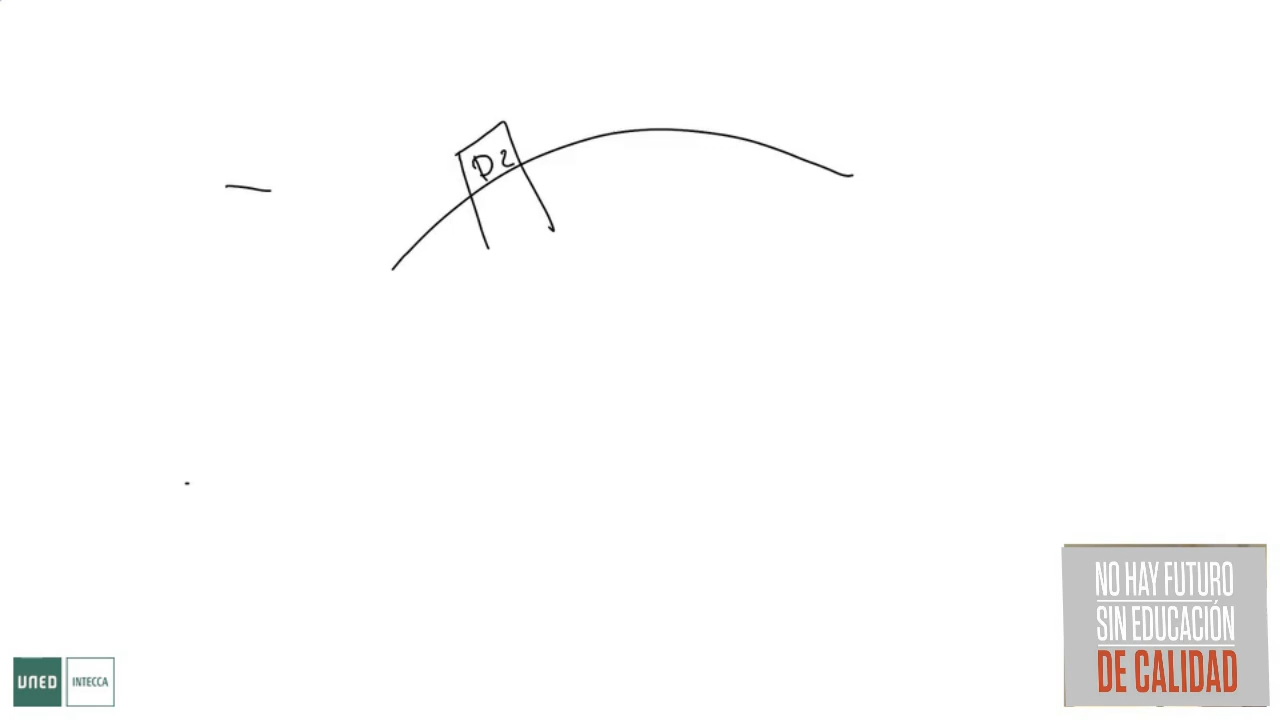 D2
NO HAY FUTURO
SIN EDUCACIÓN
DE CALIDAD
UNED
INTECCA